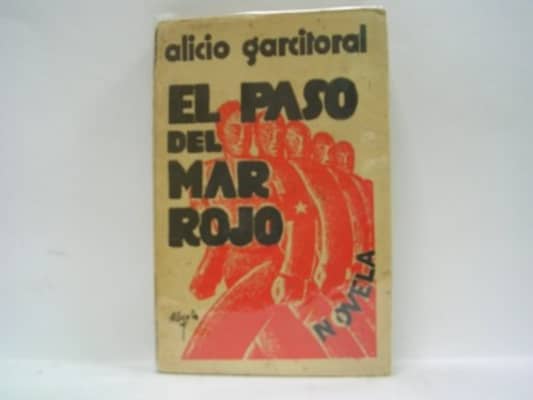 alicio garcitoral
EL PASO
DEL
MAR
ROJO
NOVELA